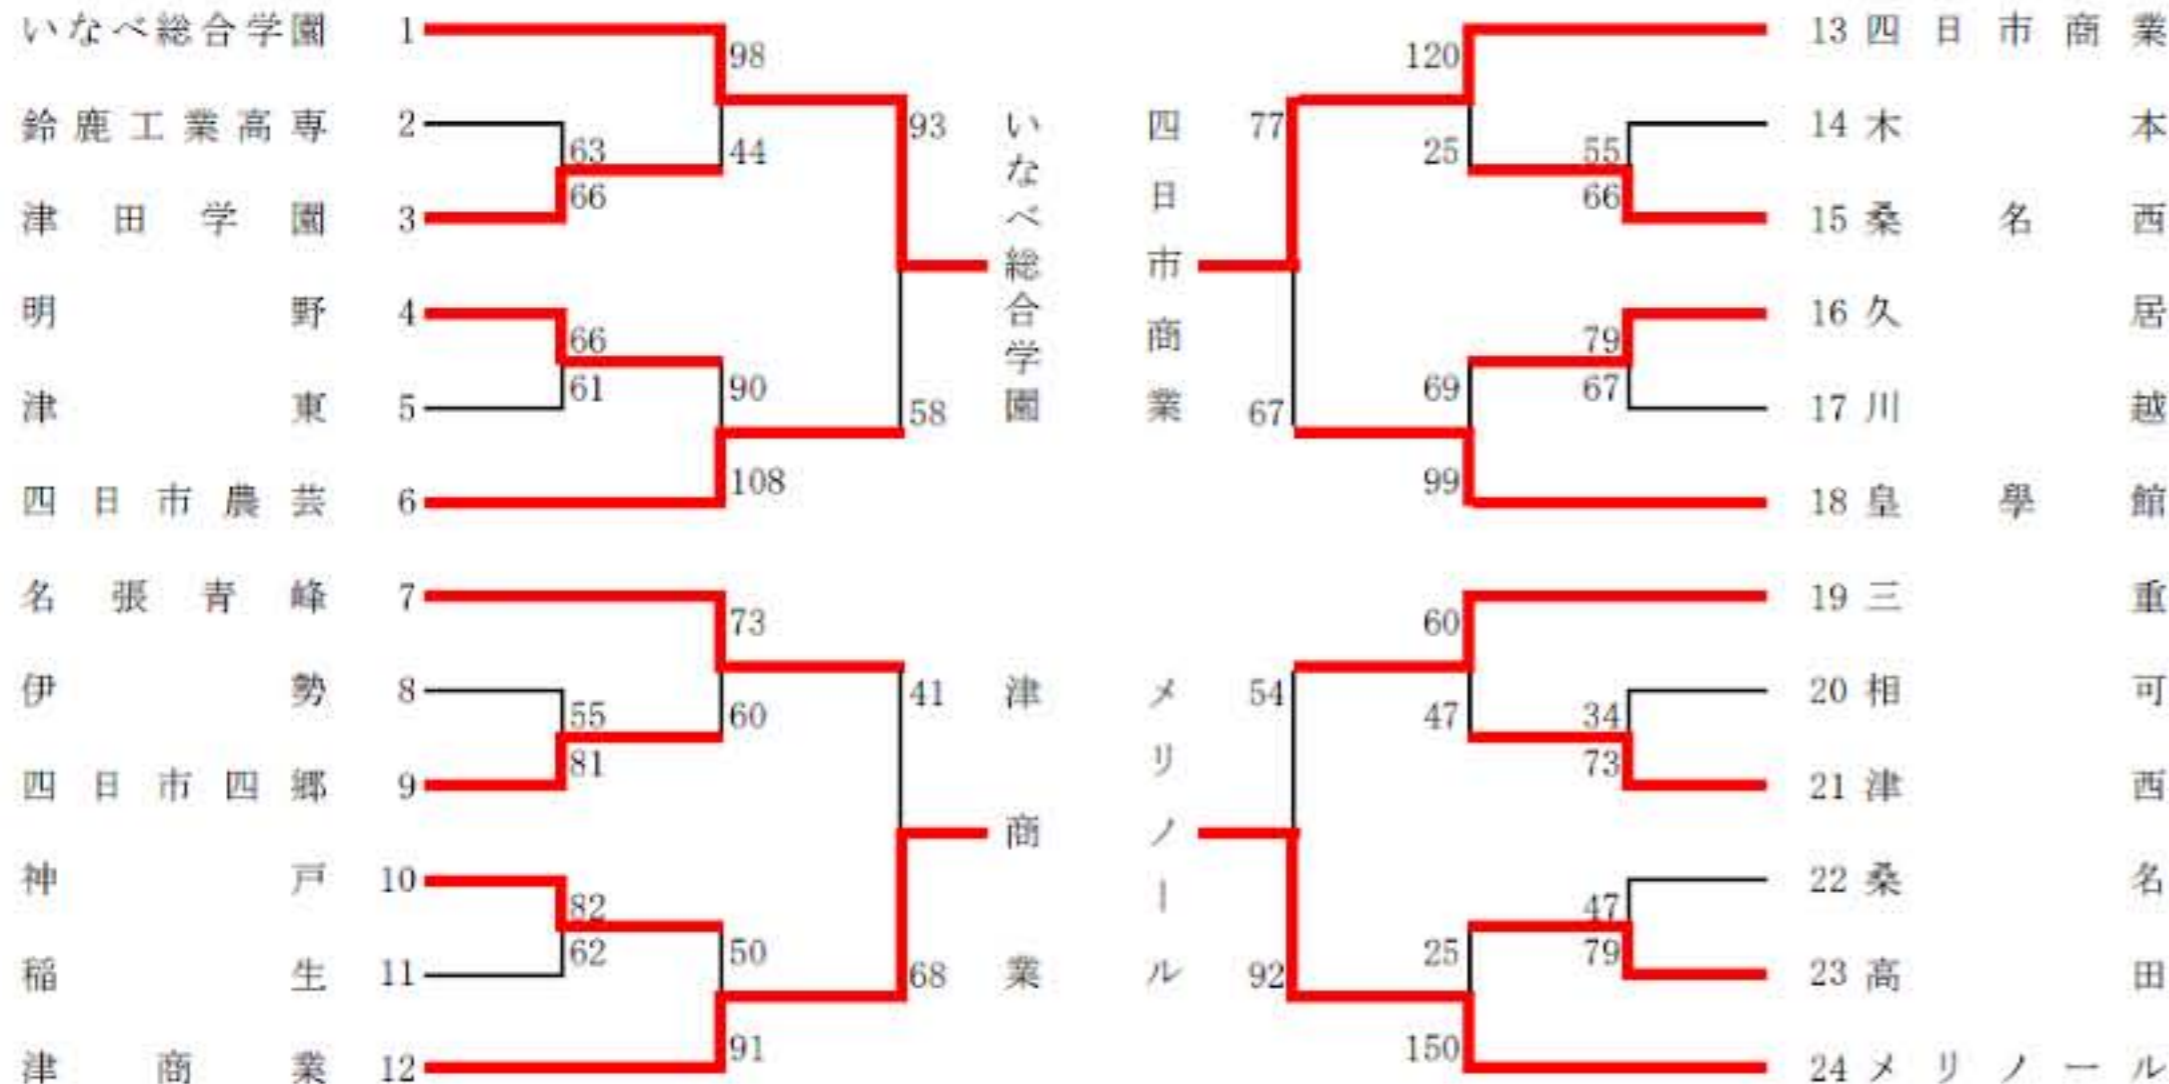 いなべ総合学園 1
鈴鹿工業高専 2
津田学園 3
明野 4
津東 5
四日市農芸 6
名張青峰 7
伊勢 8
四日市四郷 9
神戸 10
稲生 11
津商業 12
63
66
66
61
55
81
82
62
98
44
90
108
73
60
50
91
93
58
41
68
いなべ総合学園
津商業
四日市商業
メリノール
77
67
54
92
120
25
69
99
60
47
25
150
55
66
79
67
34
73
47
79
13 四日市商業
14 木本
15 桑名西
16 久居
17 川越
18 皇學館
19 三重
20 相可
21 津西
22 桑名
23 高田
24 メリノール